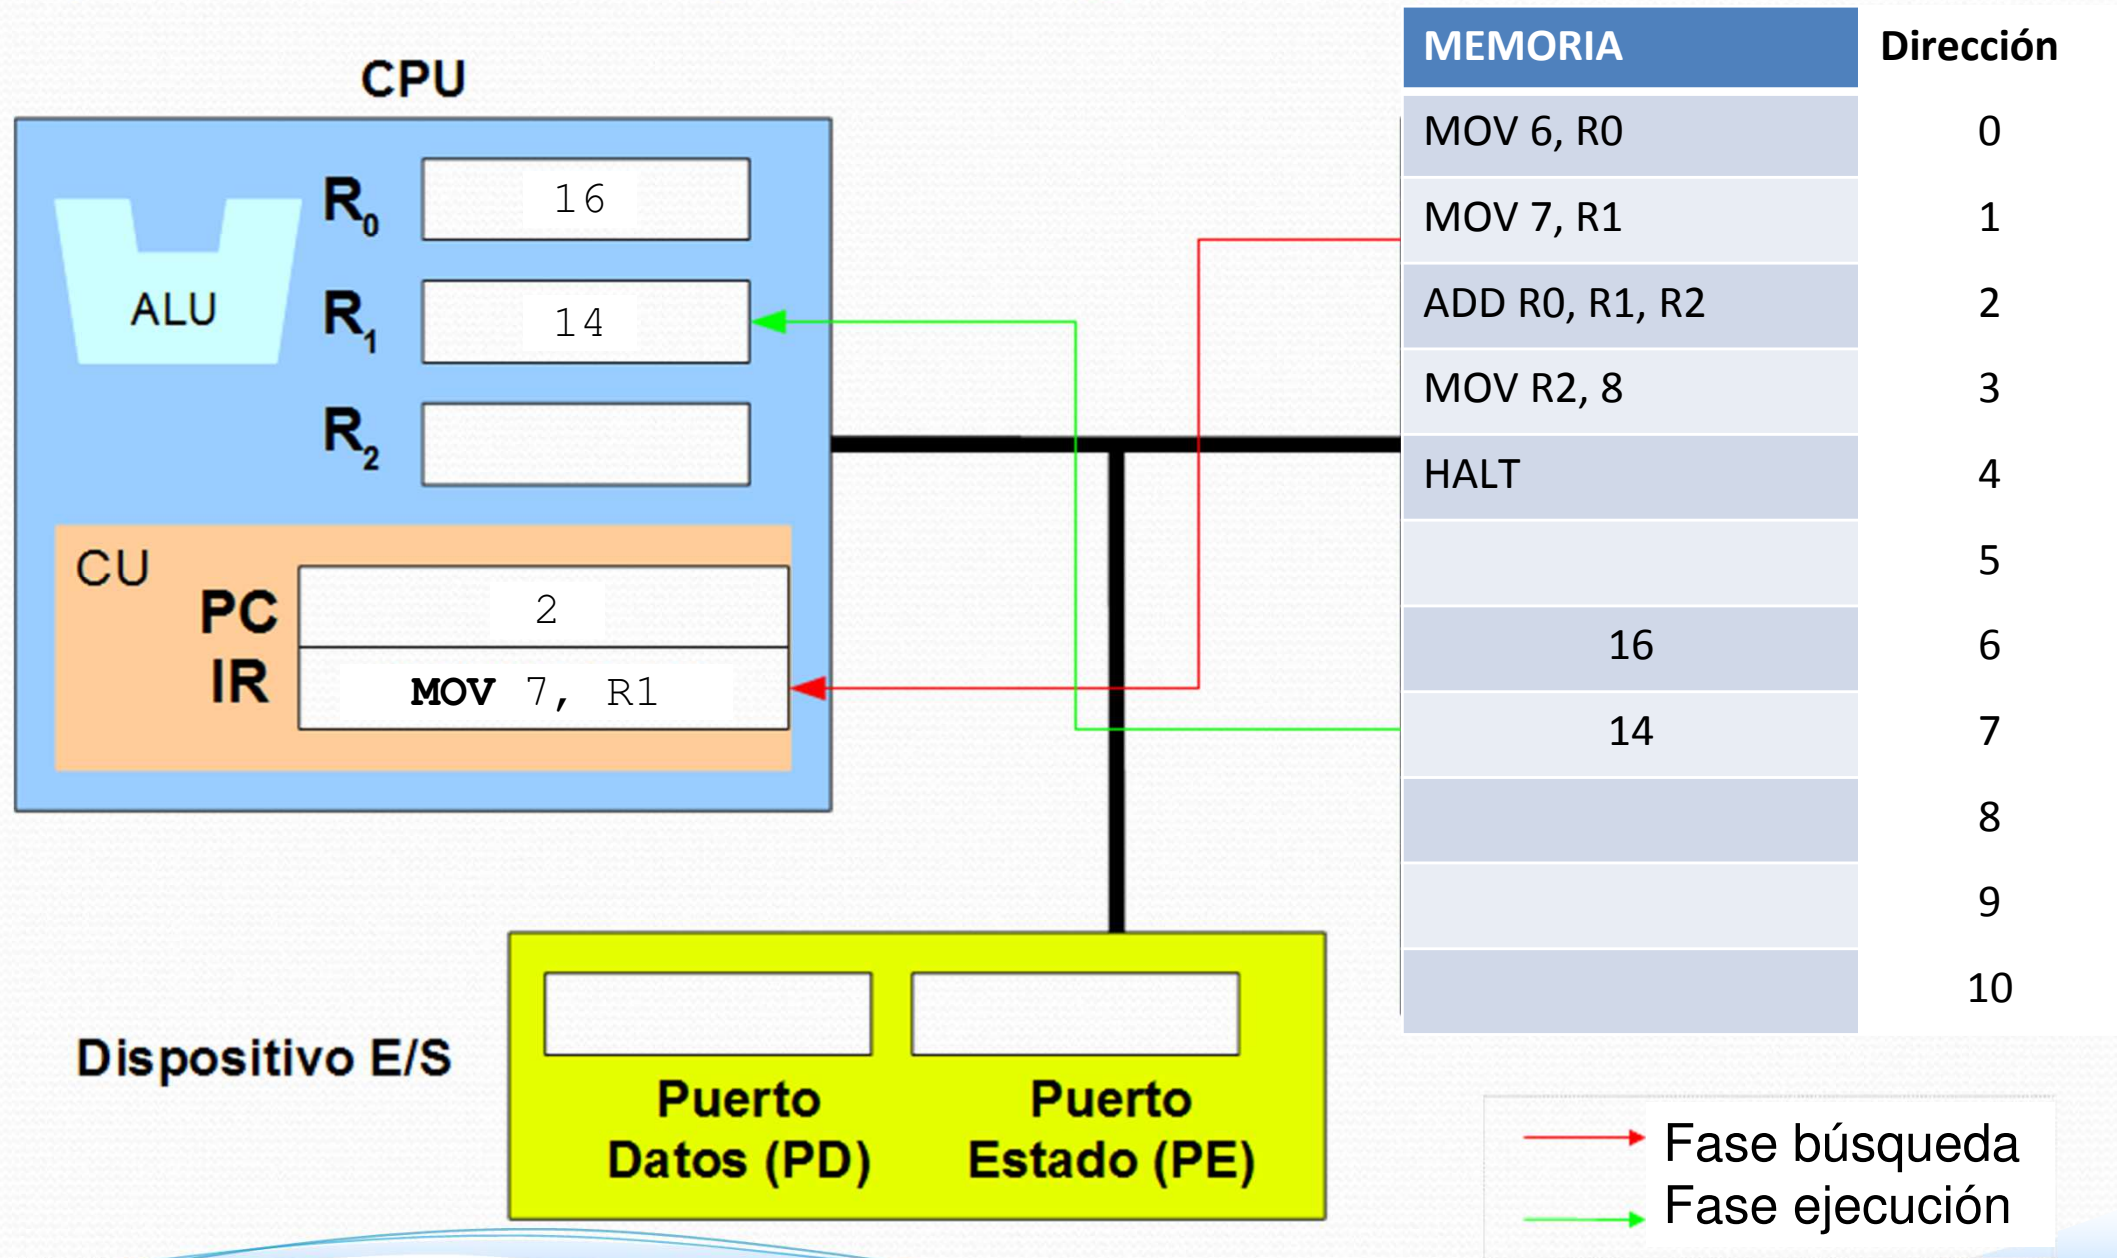 CPU
R0
16
ALU
R1
14
R2
CU
PC
2
IR
MOV 7, R1
MEMORIA Dirección
MOV 6, R0 0
MOV 7, R1 1
ADD R0, R1, R2 2
MOV R2, 8 3
HALT 4
5
16 6
14 7
8
9
10
Dispositivo E/S
Puerto
Datos (PD)
Puerto
Estado (PE)
Fase búsqueda
Fase ejecución